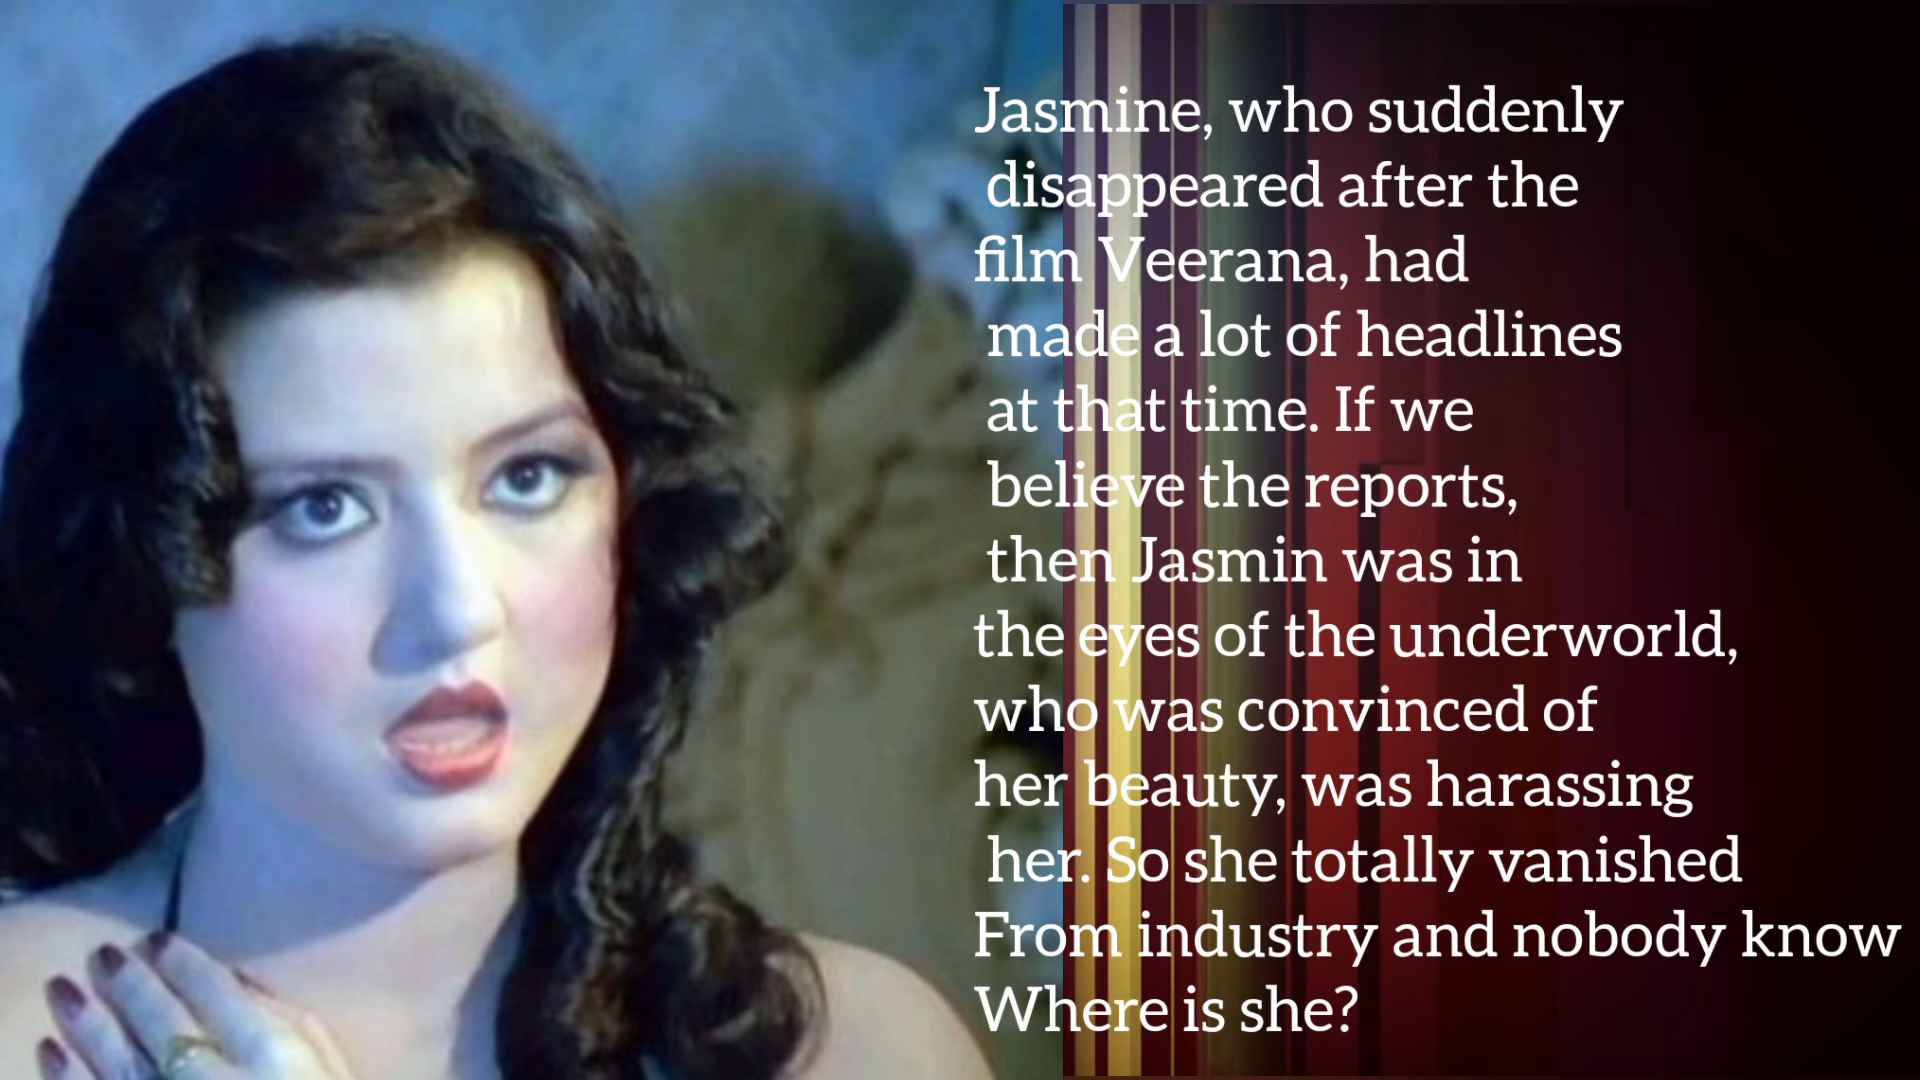 Jasmine, who suddenly
disappeared after the
film Veerana, had
made a lot of headlines
at that time. If we
believe the reports,
then Jasmin was in
the eyes of the underworld,
who was convinced of
her beauty, was harassing
her. So she totally vanished
From industry and nobody know
Where is she?